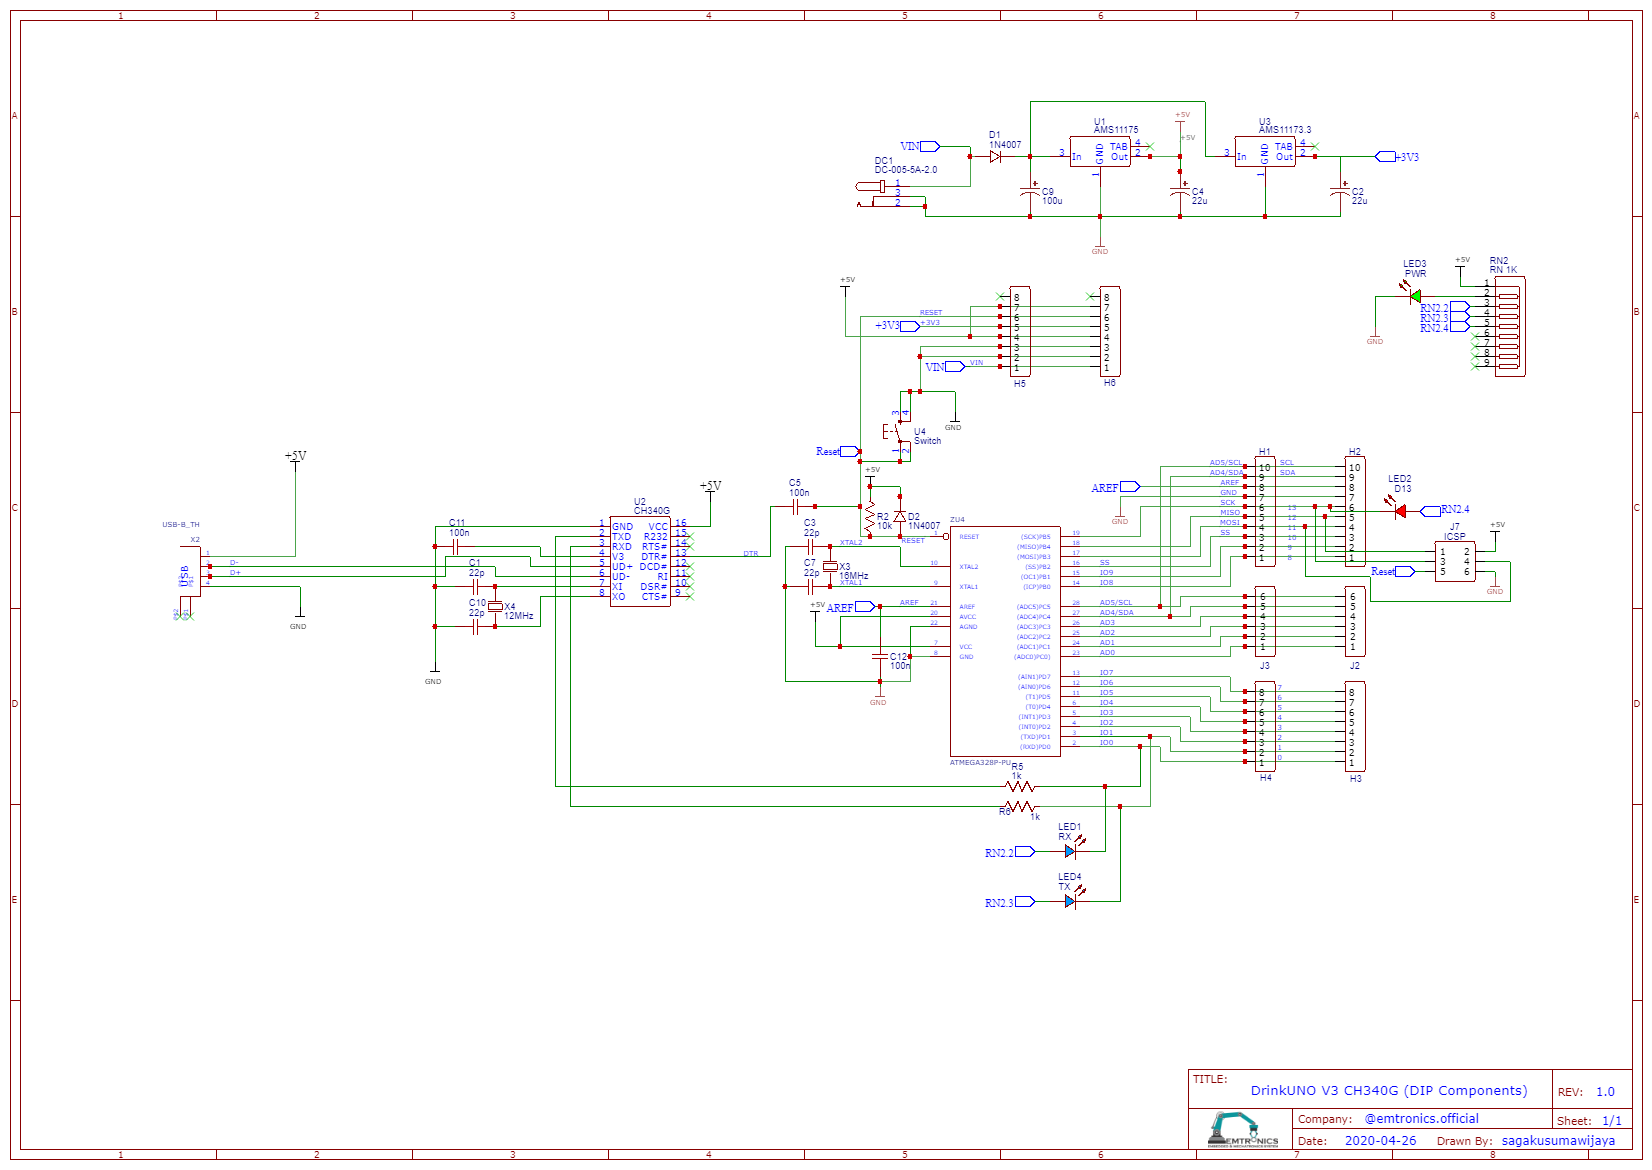 1 2 3 4 5 6 7 8
A
A
B
B
C
C
D
D
E
E
VIN
DC1
DC-005-5A-2.0
1
3
2
D1
1N4007
U1
AMS11175
3 In GND TAB 4
Out 2
1
+5V
+5V
C9
100u
C4
22u
U3
AMS11173.3
3 In GND TAB 4
Out 2
1
+3V3
C2
22u
GND
LED3
PWR
+5V
RN2
RN 1K
1
2
3
4
5
6
7
8
9
RN2.2
RN2.3
RN2.4
GND
+5V
RESET
+3V3 +3V3
VIN VIN
8
7
6
5
4
3
2
1
H5
8
7
6
5
4
3
2
1
H6
3 4
U4
Switch
1 2
GND
Reset
+5V
R2
10k
D2
1N4007
RESET
C5
100n
DTR
+5V
USB-B_TH
X2
USB
1
D-
D+
4
GND
C11
100n
C1
22p
C10
22p
X4
12MHz
GND
U2
CH340G
1 GND VCC 16
2 TXD R232 15
3 RXD RTS# 14
4 V3 DTR# 13
5 UD+ DCD# 12
6 UD- RI 11
7 XI DSR# 10
8 XO CTS# 9
+5V
C3
22p
XTAL2
C7
22p
X3
16MHz
XTAL1
+5V
AREF AREF
C12
100n
GND
ZU4
1 RESET
10 XTAL2
9 XTAL1
21 AREF
20 AVCC
22 AGND
7 VCC
8 GND
(SCK)PB5 19
(MISO)PB4 18
(MOSI)PB3 17
(SS)PB2 16 SS
(OC1)PB1 15 IO9
(ICP)PB0 14 IO8
(ADC5)PC5 28 AD5/SCL
(ADC4)PC4 27 AD4/SDA
(ADC3)PC3 26 AD3
(ADC2)PC2 25 AD2
(ADC1)PC1 24 AD1
(ADC0)PC0 23 AD0
(AIN1)PD7 13 IO7
(AIN0)PD6 12 IO6
(T1)PD5 11 IO5
(T0)PD4 6 IO4
(INT1)PD3 5 IO3
(INT0)PD2 4 IO2
(TXD)PD1 3 IO1
(RXD)PD0 2 IO0
ATMEGA328P-PU
R5
1k
R6
1k
LED1
RX
RN2.2
LED4
TX
RN2.3
AREF
GND
H1
AD5/SCL 10 SCL
AD4/SDA 9 SDA
AREF 8
GND 7
SCK 6 13
MISO 5 12
MOSI 4 11
SS 3 10
2 9
1 8
H2
10
9
8
7
6
5
4
3
2
1
LED2
D13
RN2.4
J7
ICSP
1 2
3 4
5 6
+5V
Reset
GND
6
5
4
3
2
1
J3
6
5
4
3
2
1
J2
8 7
7 6
6 5
5 4
4 3
3 2
2 1
1 0
H4
8
7
6
5
4
3
2
1
H3
TITLE:
DrinkUNO V3 CH340G (DIP Components)
REV: 1.0
EMTRONICS
Company: @emtronics.official
Sheet: 1/1
Date: 2020-04-26 Drawn By: sagakusumawijaya
1 2 3 4 5 6 7 8